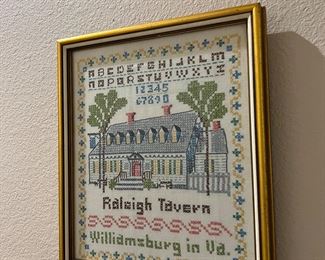 ABCDEFGHIJKLM
NOPQRSTUVWXYZ
12345
67890
Raleigh Tavern
Williamsburg in Va.